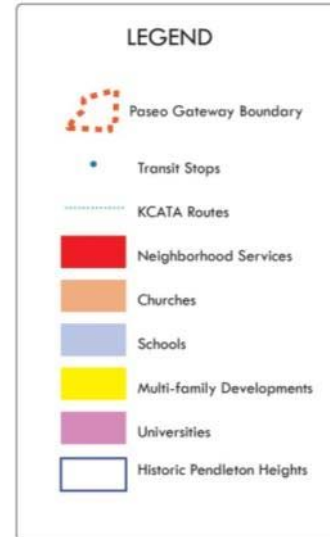 LEGEND
Paseo Gateway Boundary
Transit Stops
KCATA Routes
Neighborhood Services
Churches
Schools
Multi-family Developments
Universities
Historic Pendleton Heights